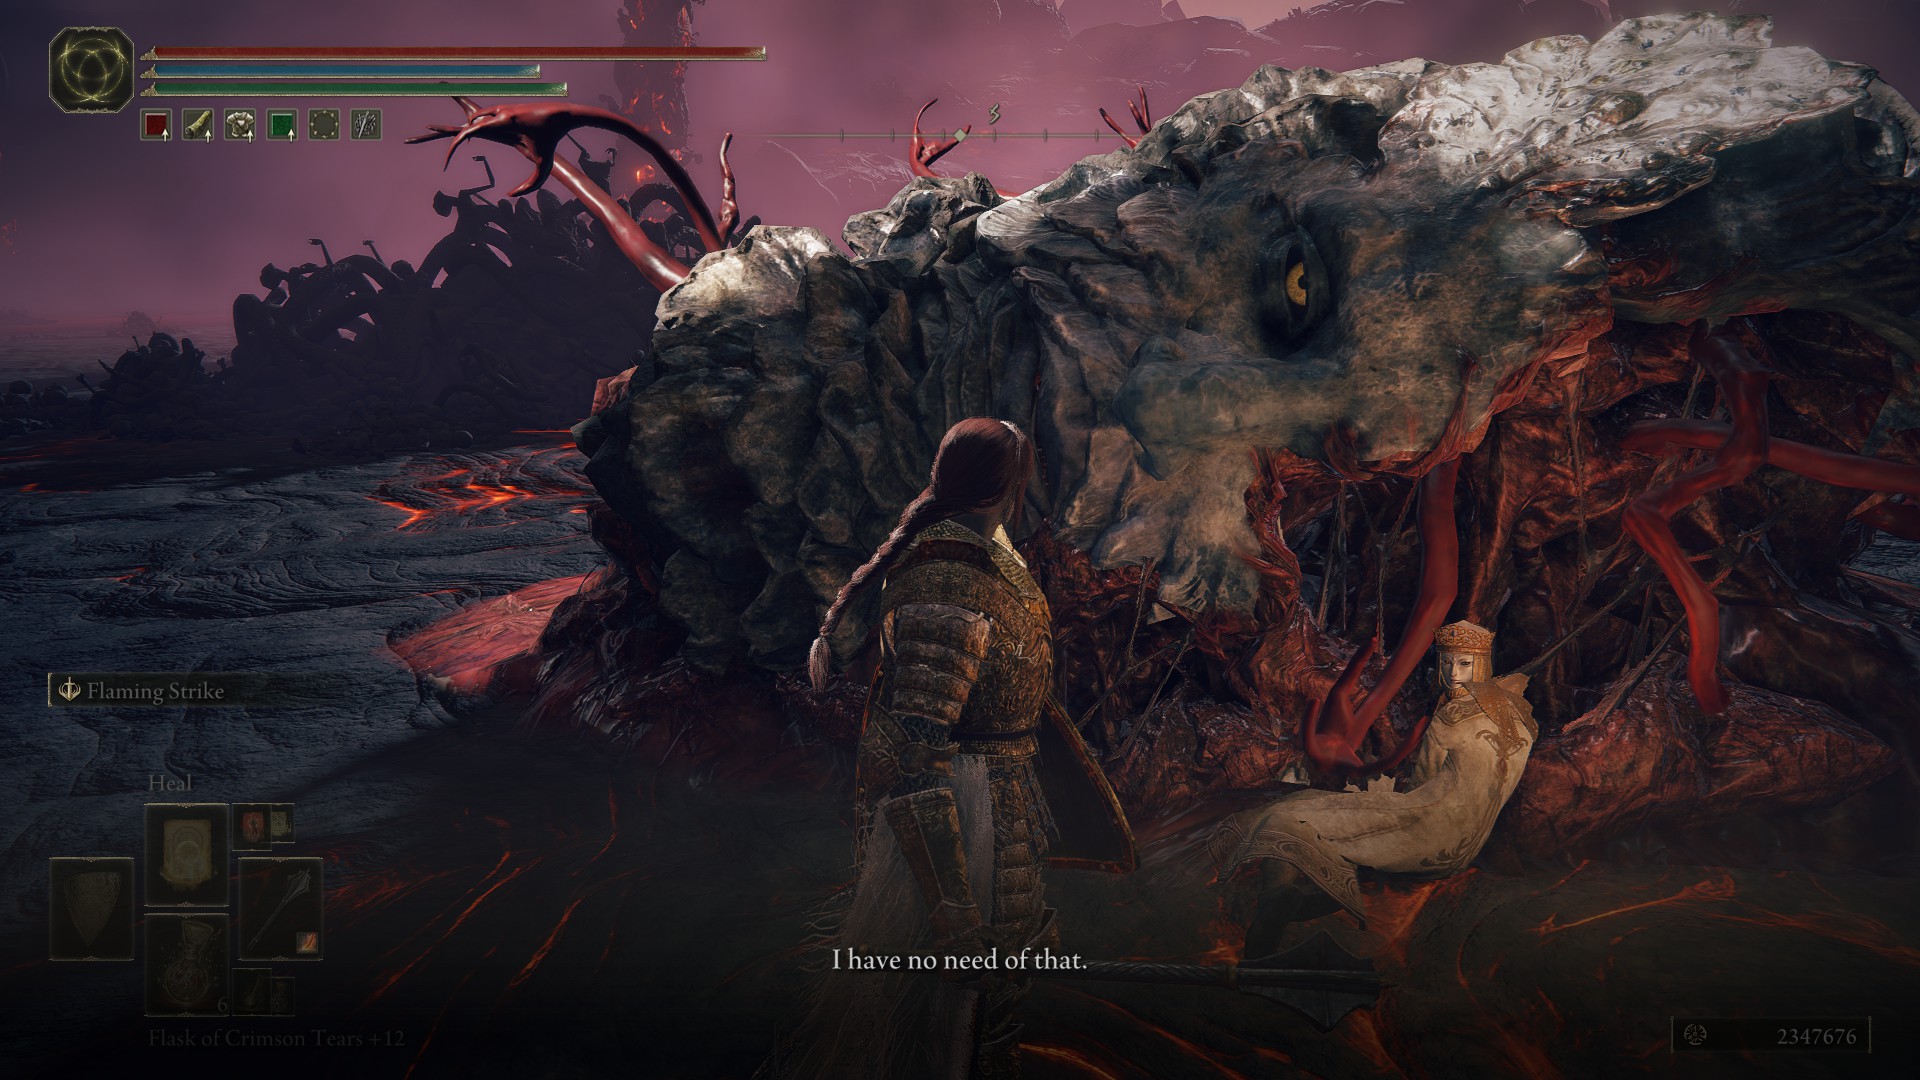 Flaming Strike
Heal
I have no need of that.
6
Flask of Crimson Tears +12
2347676